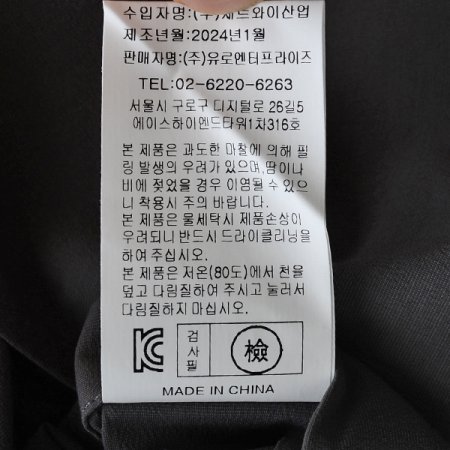 수입자명:(주)제드와이산업
제조년월:2024년1월
판매자명:(주)유로엔터프라이즈
TEL:02-6220-6263
서울시 구로구 디지털로 26길5
에이스하이엔드타워1차316호
본 제품은 과도한 마찰에 의해 필
링 발생의 우려가 있으며,땀이나
비에 젖었을 경우 이염될 수 있으
니 착용시 주의 바랍니다.
본 제품은 물세탁시 제품손상이
우려되니 반드시 드라이클리닝을
하여 주십시오.
본 제품은 저온(80도)에서 천을
덮고 다림질하여 주시고 눌러서
다림질하지 마십시오.
KC
검사필
檢
MADE IN CHINA